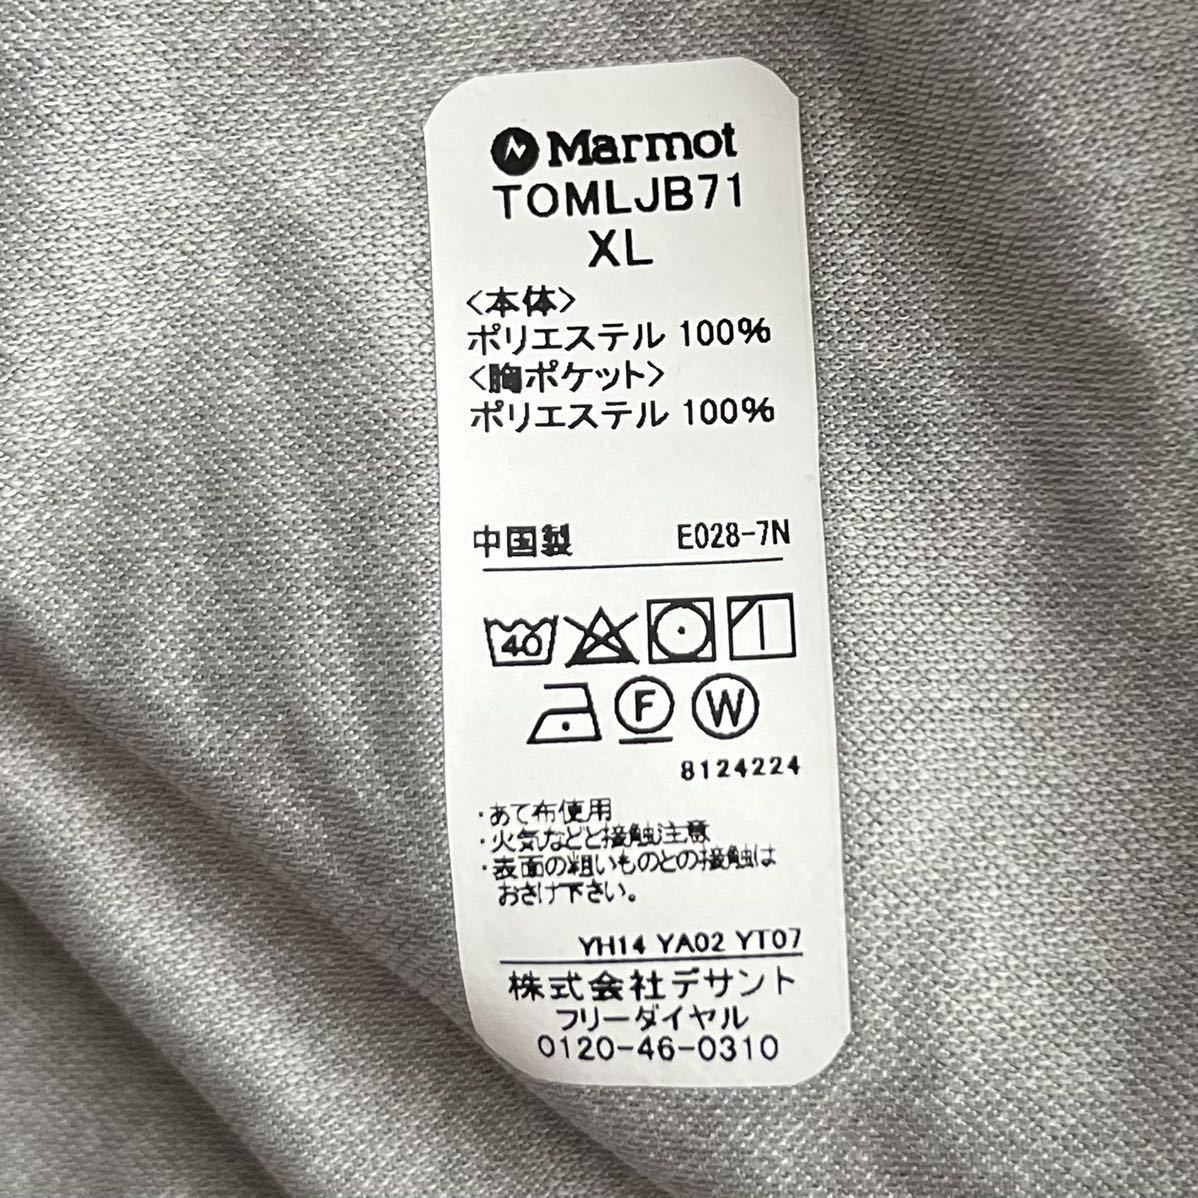 Marmot
TOMLJB71
XL
<本体>
ポリエステル 100%
<胸ポケット>
ポリエステル 100%
中国製 E028-7N
40
F W
8124224
・あて布使用
・火気などと接触注意
・表面の粗いものとの接触は
おさけ下さい。
YH14 YA02 YT07
株式会社デサント
フリーダイヤル
0120-46-0310